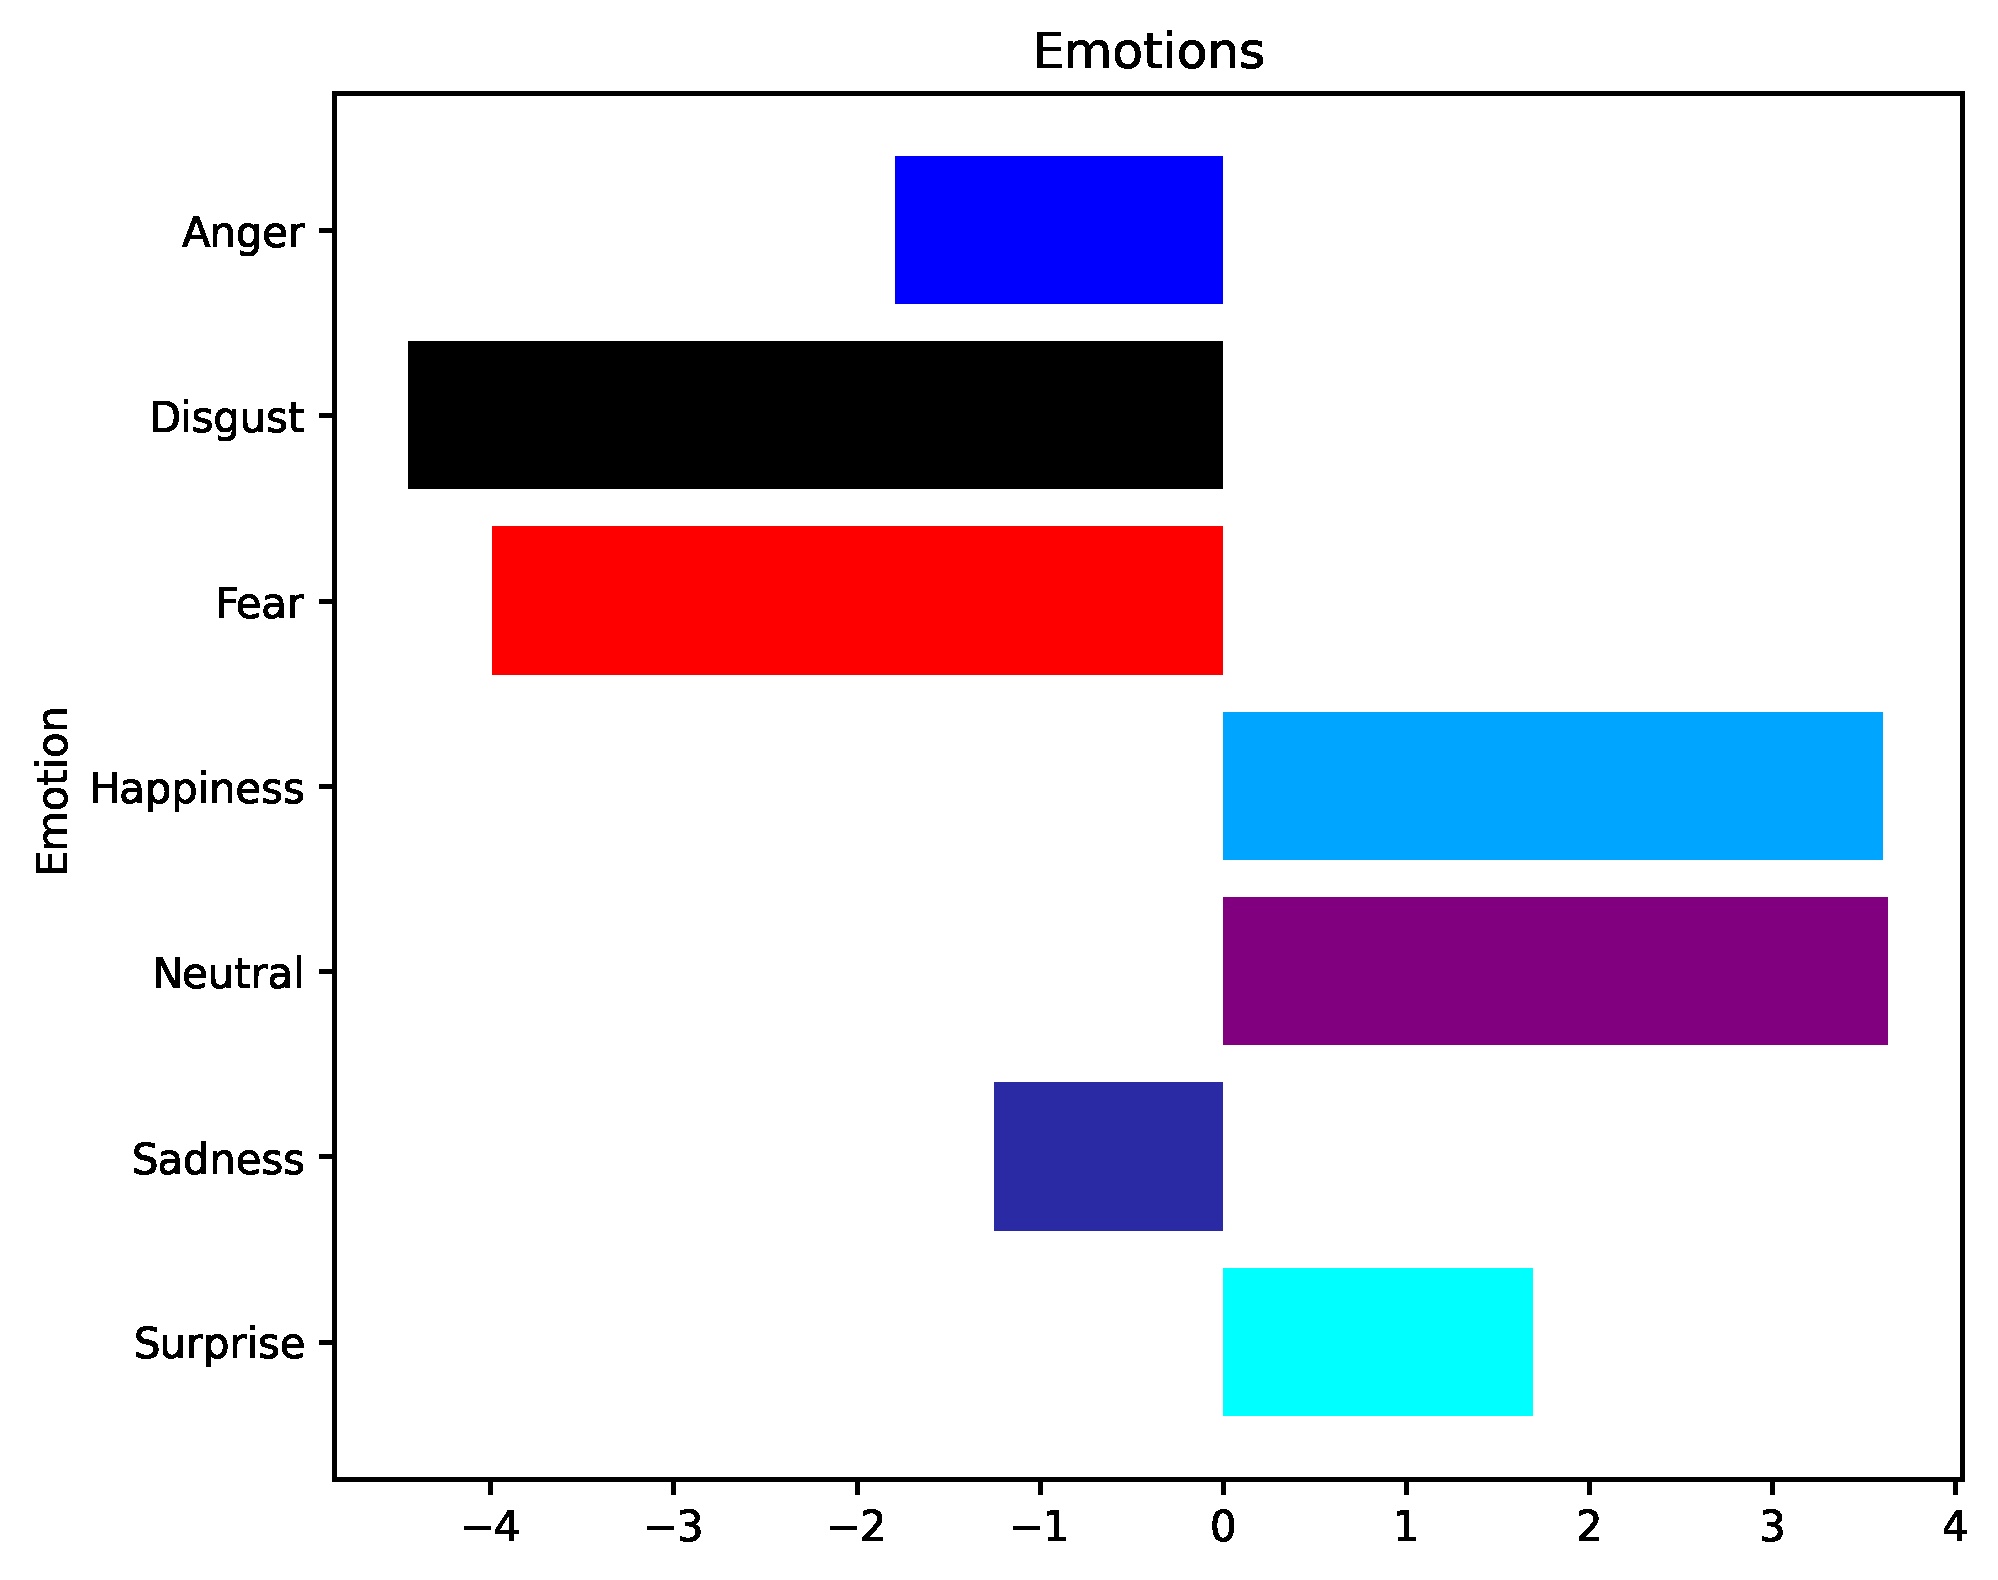 Emotions
Anger
Disgust
Fear
Happiness
Neutral
Sadness
Surprise
Emotion
−4 −3 −2 −1 0 1 2 3 4